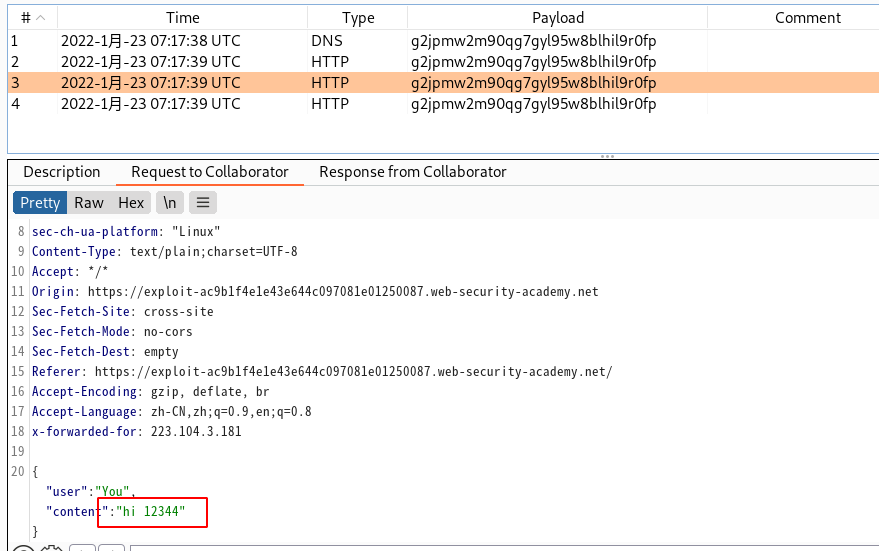 # Time Type Payload Comment
1 2022-1月-23 07:17:38 UTC DNS g2jpmw2m90qg7gyl95w8blhil9r0fp
2 2022-1月-23 07:17:39 UTC HTTP g2jpmw2m90qg7gyl95w8blhil9r0fp
3 2022-1月-23 07:17:39 UTC HTTP g2jpmw2m90qg7gyl95w8blhil9r0fp
4 2022-1月-23 07:17:39 UTC HTTP g2jpmw2m90qg7gyl95w8blhil9r0fp
Description Request to Collaborator Response from Collaborator
Pretty Raw Hex \n
8 sec-ch-ua-platform: "Linux"
9 Content-Type: text/plain;charset=UTF-8
10 Accept: */*
11 Origin: https://exploit-ac9b1f4e1e43e644c097081e01250087.web-security-academy.net
12 Sec-Fetch-Site: cross-site
13 Sec-Fetch-Mode: no-cors
14 Sec-Fetch-Dest: empty
15 Referer: https://exploit-ac9b1f4e1e43e644c097081e01250087.web-security-academy.net/
16 Accept-Encoding: gzip, deflate, br
17 Accept-Language: zh-CN,zh;q=0.9,en;q=0.8
18 x-forwarded-for: 223.104.3.181
19
20 {
"user":"You",
"content":"hi 12344"
}